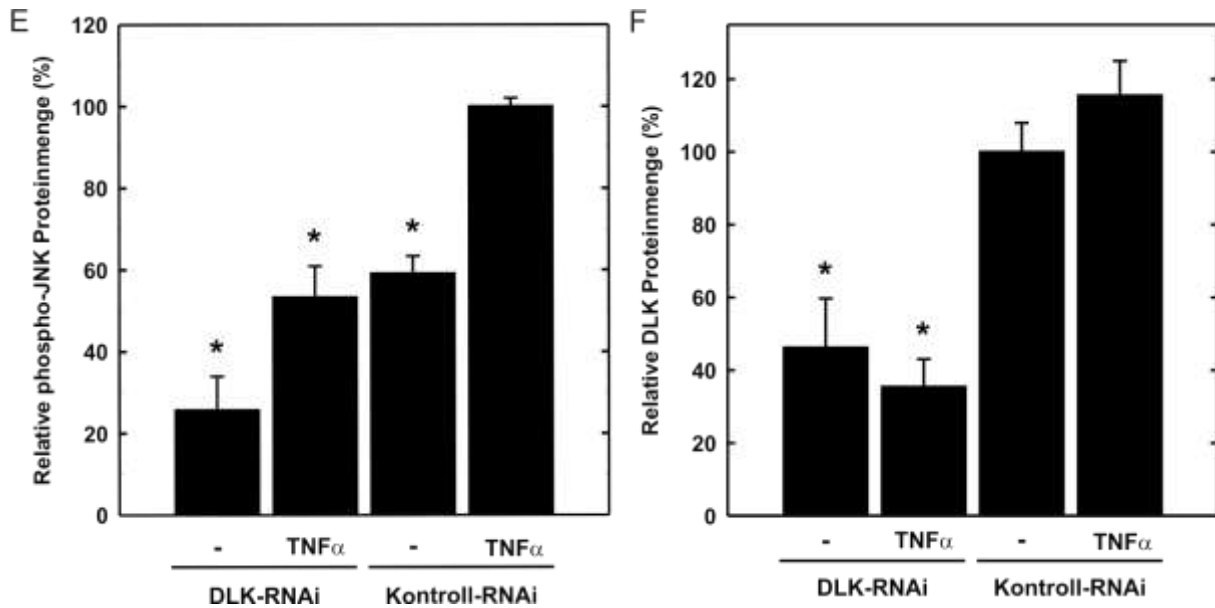 E
Relative phospho-JNK Proteinmenge (%)
120
100
80
60
40
20
0
*
*
*
- TNFα - TNFα
DLK-RNAi Kontroll-RNAi
F
Relative DLK Proteinmenge (%)
120
100
80
60
40
20
0
*
*
- TNFα - TNFα
DLK-RNAi Kontroll-RNAi